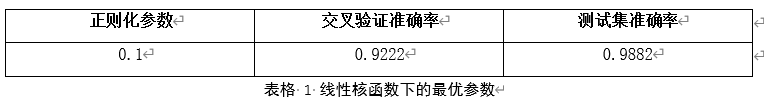 正则化参数 交叉验证准确率 测试集准确率
0.1 0.9222 0.9882
表格 1 线性核函数下的最优参数